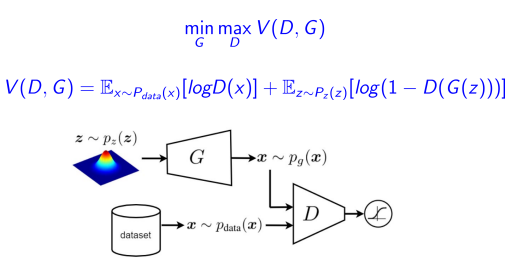 min max V(D, G)
G D
V(D, G) = 𝔼x∼Pdata(x)[logD(x)] + 𝔼z∼Pz(z)[log(1 − D(G(z)))]
z ∼ pz(z)
G
x ∼ pg(x)
D
dataset
x ∼ pdata(x)